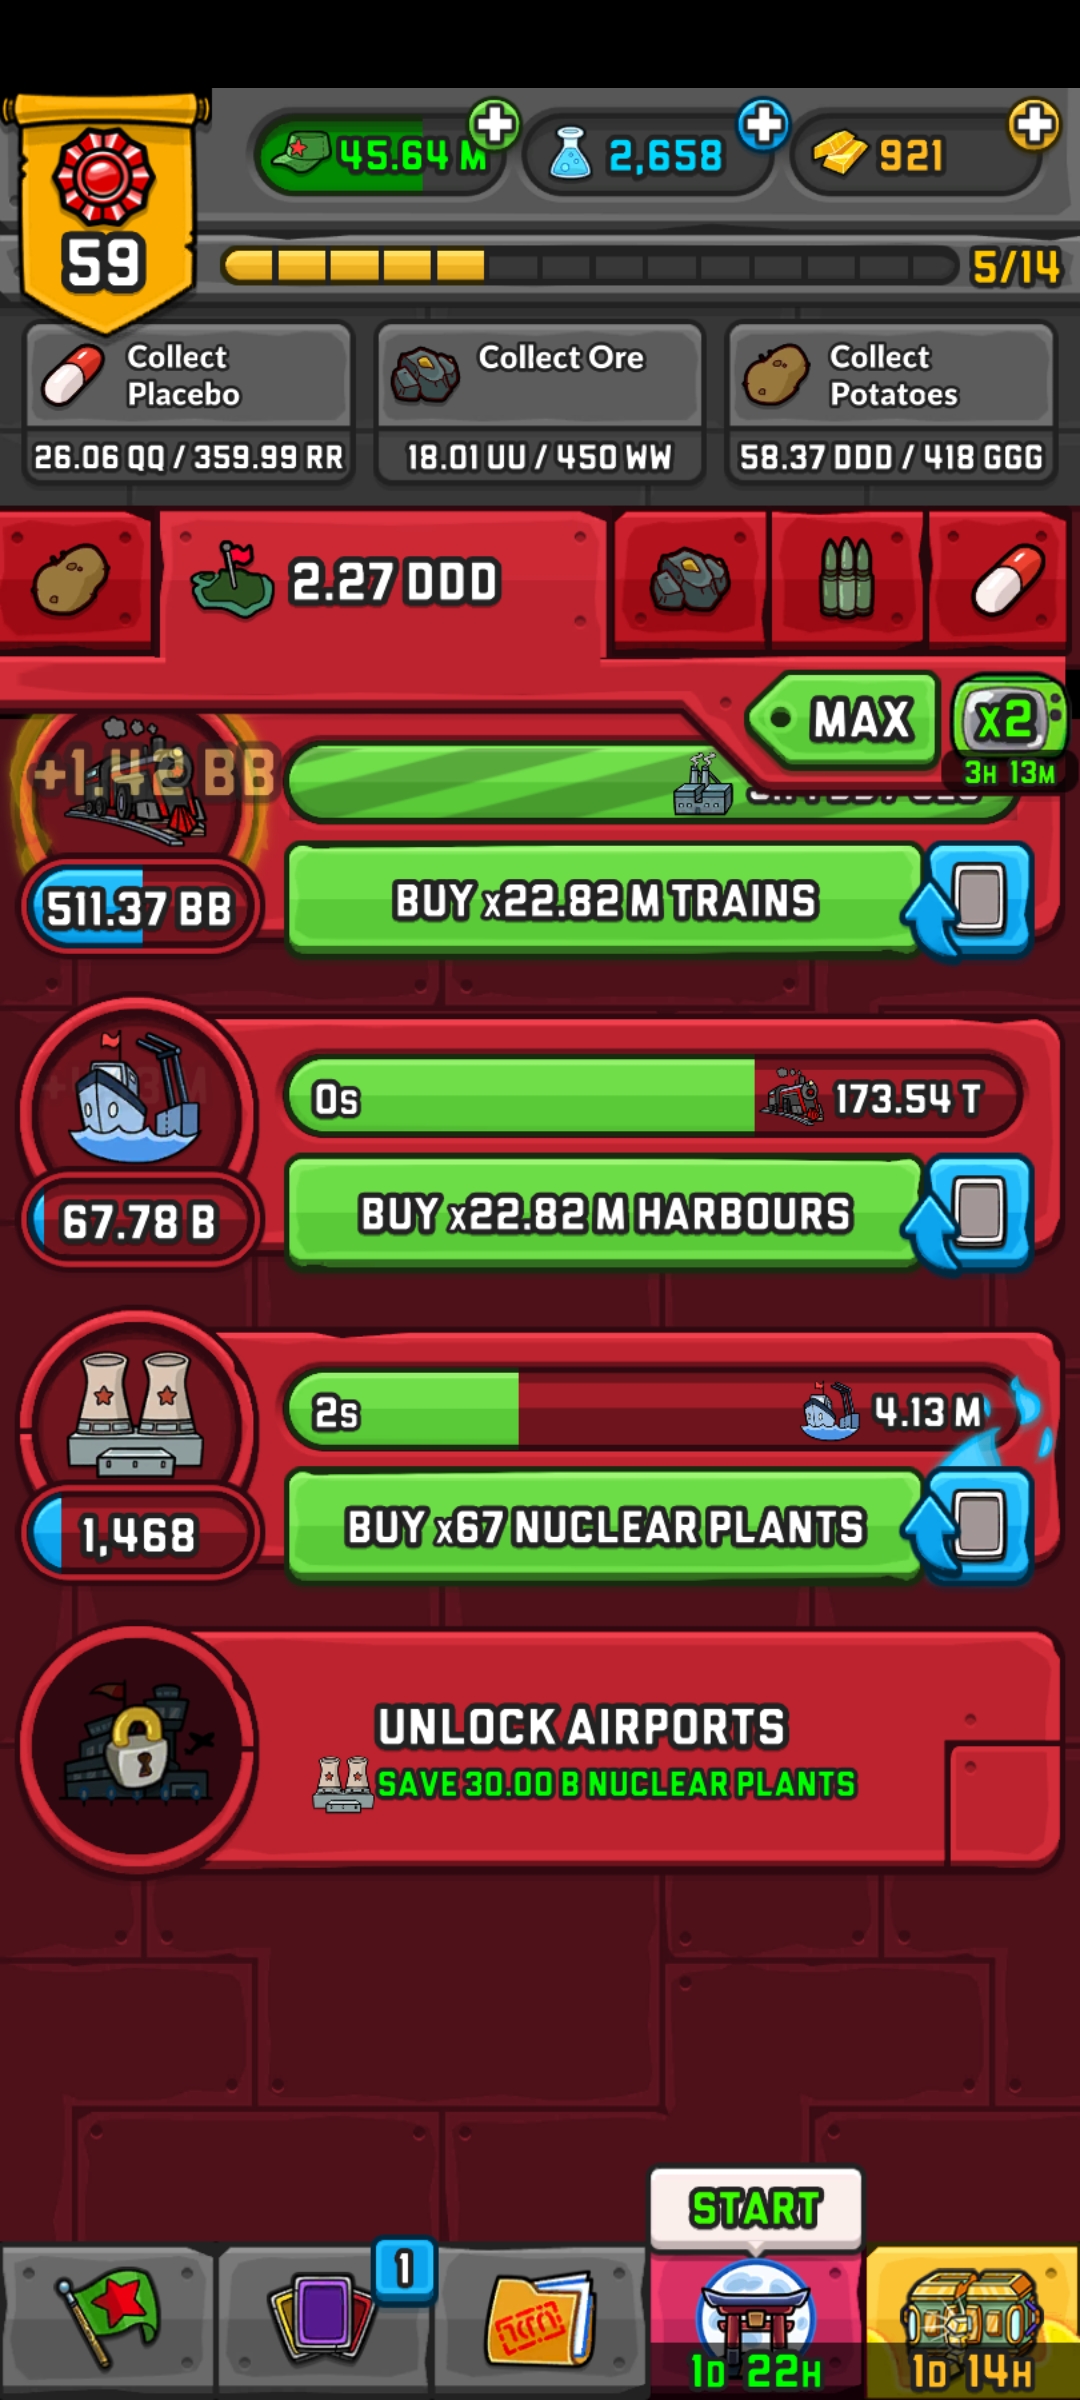 45.64 M
2,658
921
59
5/14
Collect
Placebo
26.06 QQ / 359.99 RR
Collect Ore
18.01 UU / 450 WW
Collect
Potatoes
58.37 DDD / 418 GGG
2.27 DDD
MAX
x2
3H 13M
+1.42 BB
511.37 BB
BUY x22.82 M TRAINS
0s
173.54 T
67.78 B
BUY x22.82 M HARBOURS
2s
4.13 M
1,468
BUY x67 NUCLEAR PLANTS
UNLOCK AIRPORTS
SAVE 30.00 B NUCLEAR PLANTS
START
1
1D 22H
1D 14H